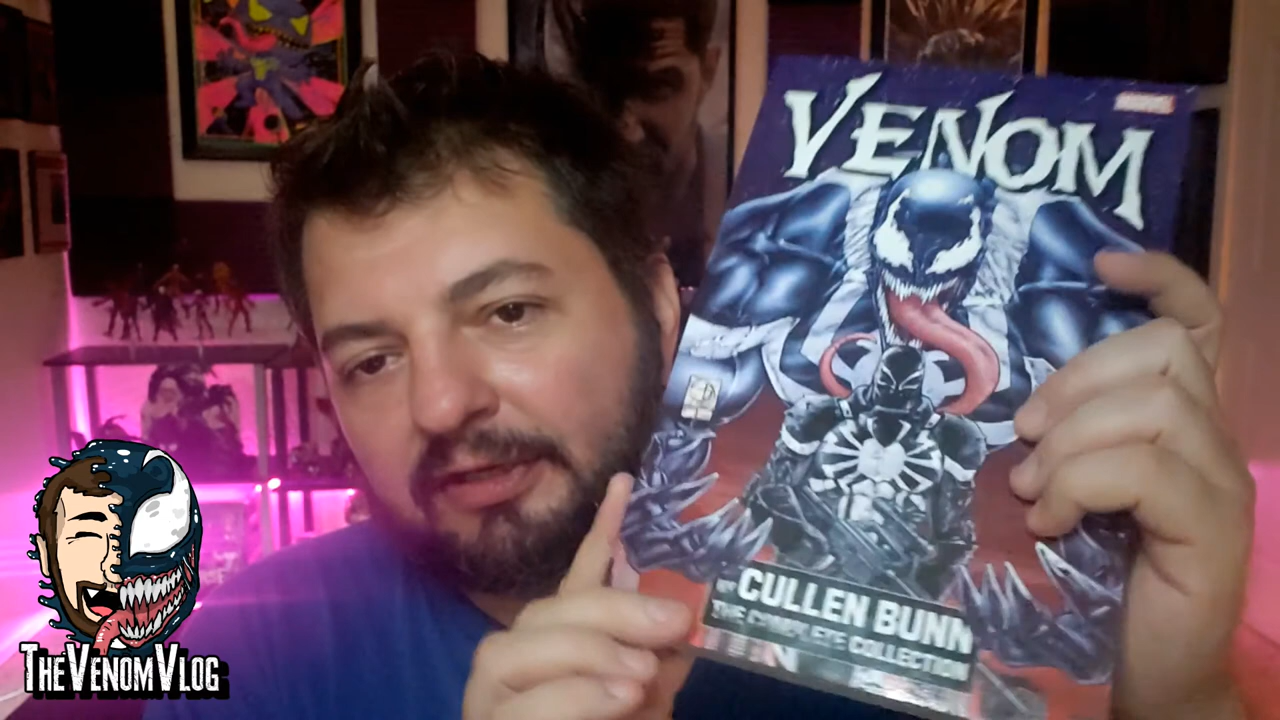 VENOM
MARVEL
BY CULLEN BUNN
THE COMPLETE COLLECTION
THEVENOMVLOG